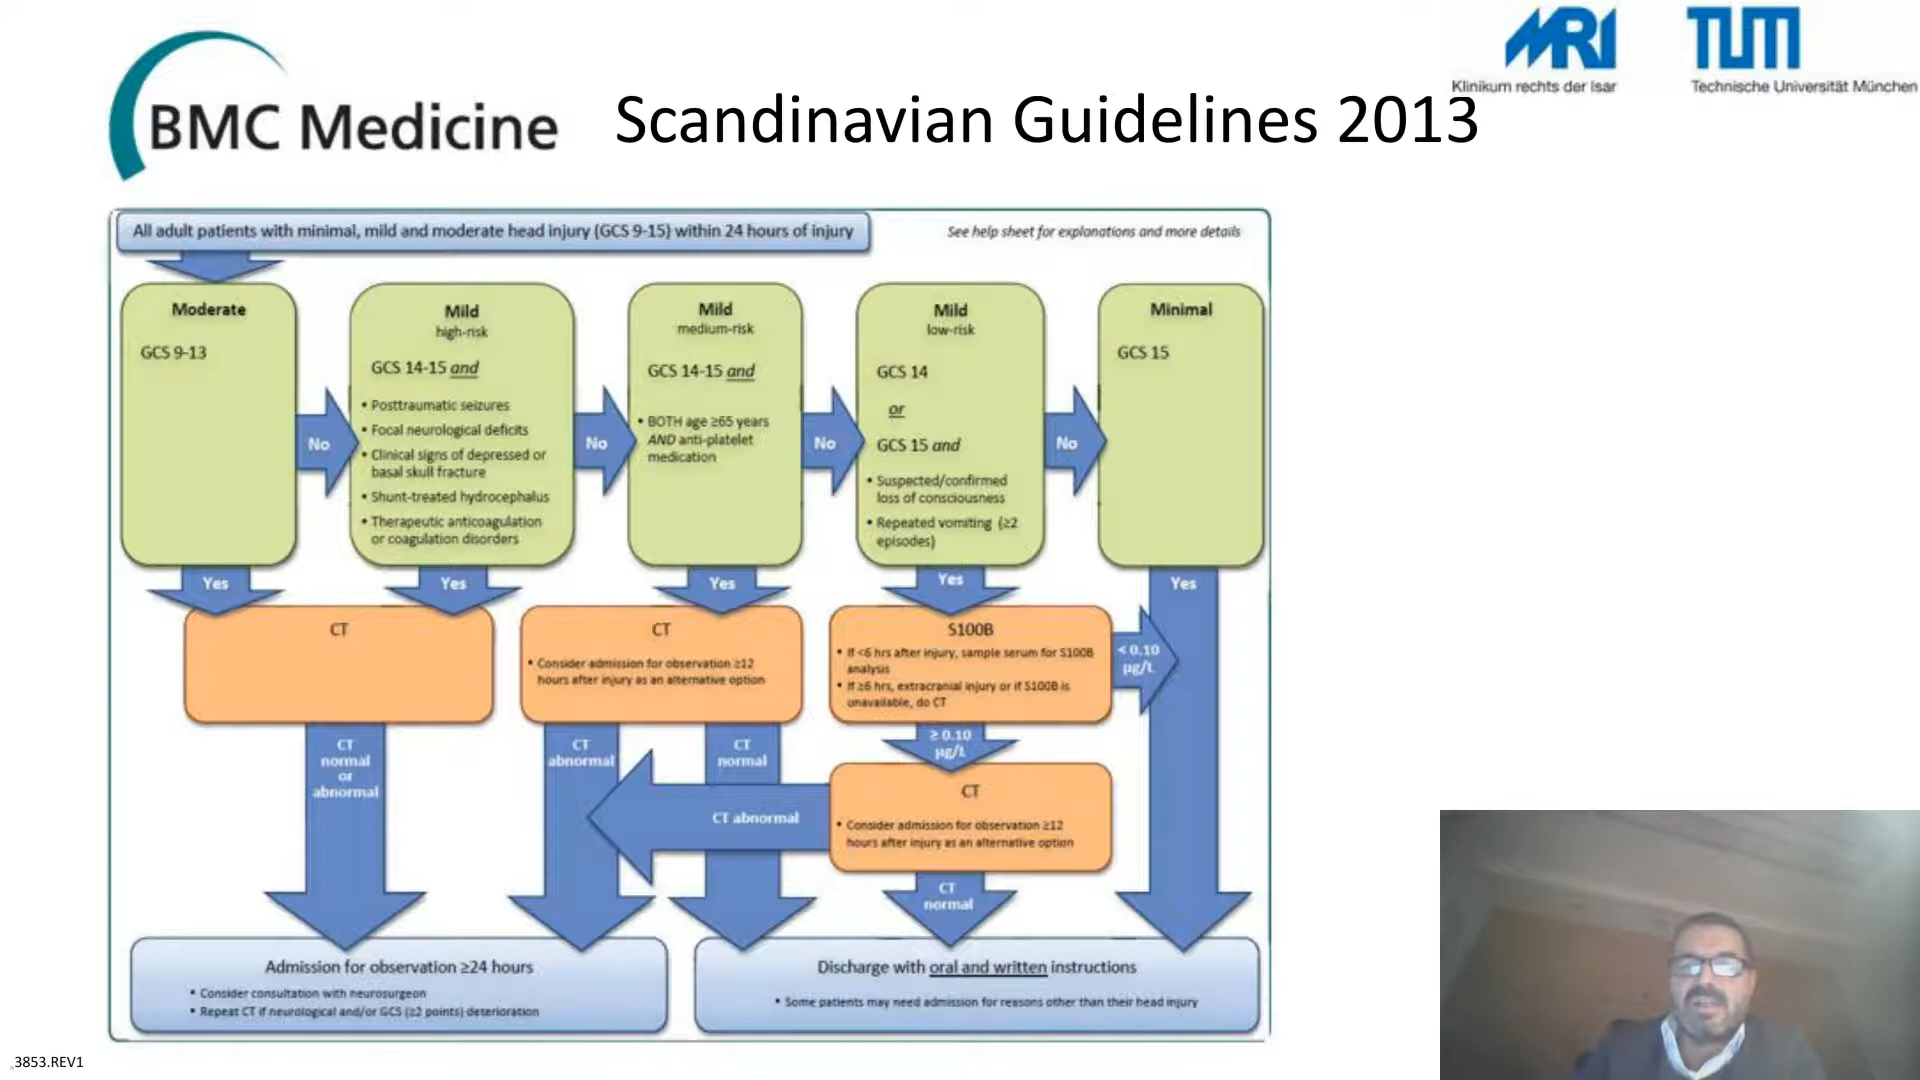 MRI
Klinikum rechts der Isar
TUM
Technische Universität München
BMC Medicine
Scandinavian Guidelines 2013
All adult patients with minimal, mild and moderate head injury (GCS 9-15) within 24 hours of injury
See help sheet for explanations and more details
Moderate
GCS 9-13
No
Mild
high-risk
GCS 14-15 and
• Posttraumatic seizures
• Focal neurological deficits
• Clinical signs of depressed or
basal skull fracture
• Shunt-treated hydrocephalus
• Therapeutic anticoagulation
or coagulation disorders
No
Mild
medium-risk
GCS 14-15 and
• BOTH age ≥65 years
AND anti-platelet
medication
No
Mild
low-risk
GCS 14
or
GCS 15 and
• Suspected/confirmed
loss of consciousness
• Repeated vomiting (≥2
episodes)
No
Minimal
GCS 15
Yes
Yes
Yes
Yes
Yes
CT
CT
• Consider admission for observation ≥12
hours after injury as an alternative option
S100B
• If <6 hrs after injury, sample serum for S100B
analysis
• If ≥6 hrs, extracranial injury or if S100B is
unavailable, do CT
< 0.10
µg/L
≥ 0.10
µg/L
CT
normal
or
abnormal
CT
abnormal
CT
normal
CT abnormal
CT
• Consider admission for observation ≥12
hours after injury as an alternative option
CT
normal
Admission for observation ≥24 hours
• Consider consultation with neurosurgeon
• Repeat CT if neurological and/or GCS (≥2 points) deterioration
Discharge with oral and written instructions
• Some patients may need admission for reasons other than their head injury
3853.REV1